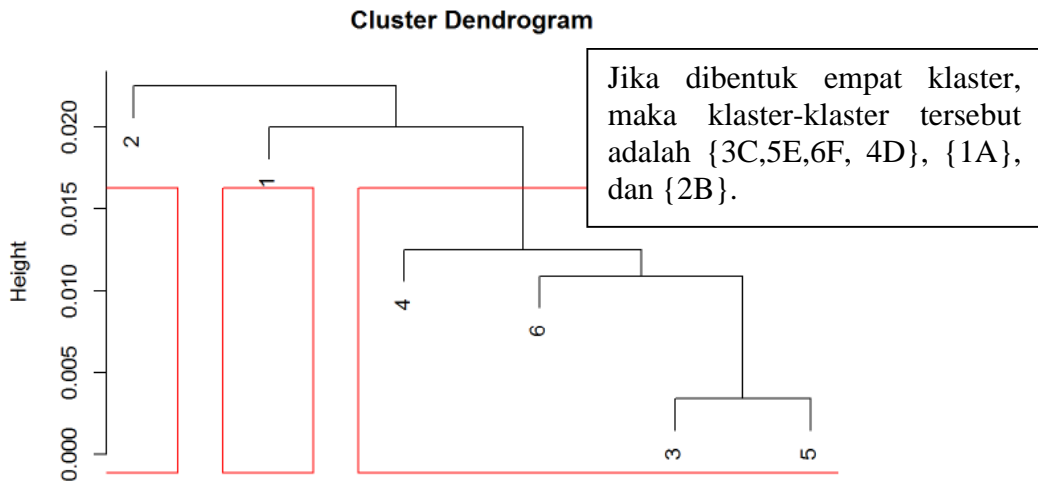 Cluster Dendrogram
Jika dibentuk empat klaster,
maka klaster-klaster tersebut
adalah {3C,5E,6F, 4D}, {1A},
dan {2B}.
Height
0.020
0.015
0.010
0.005
0.000
2
1
4
6
3
5